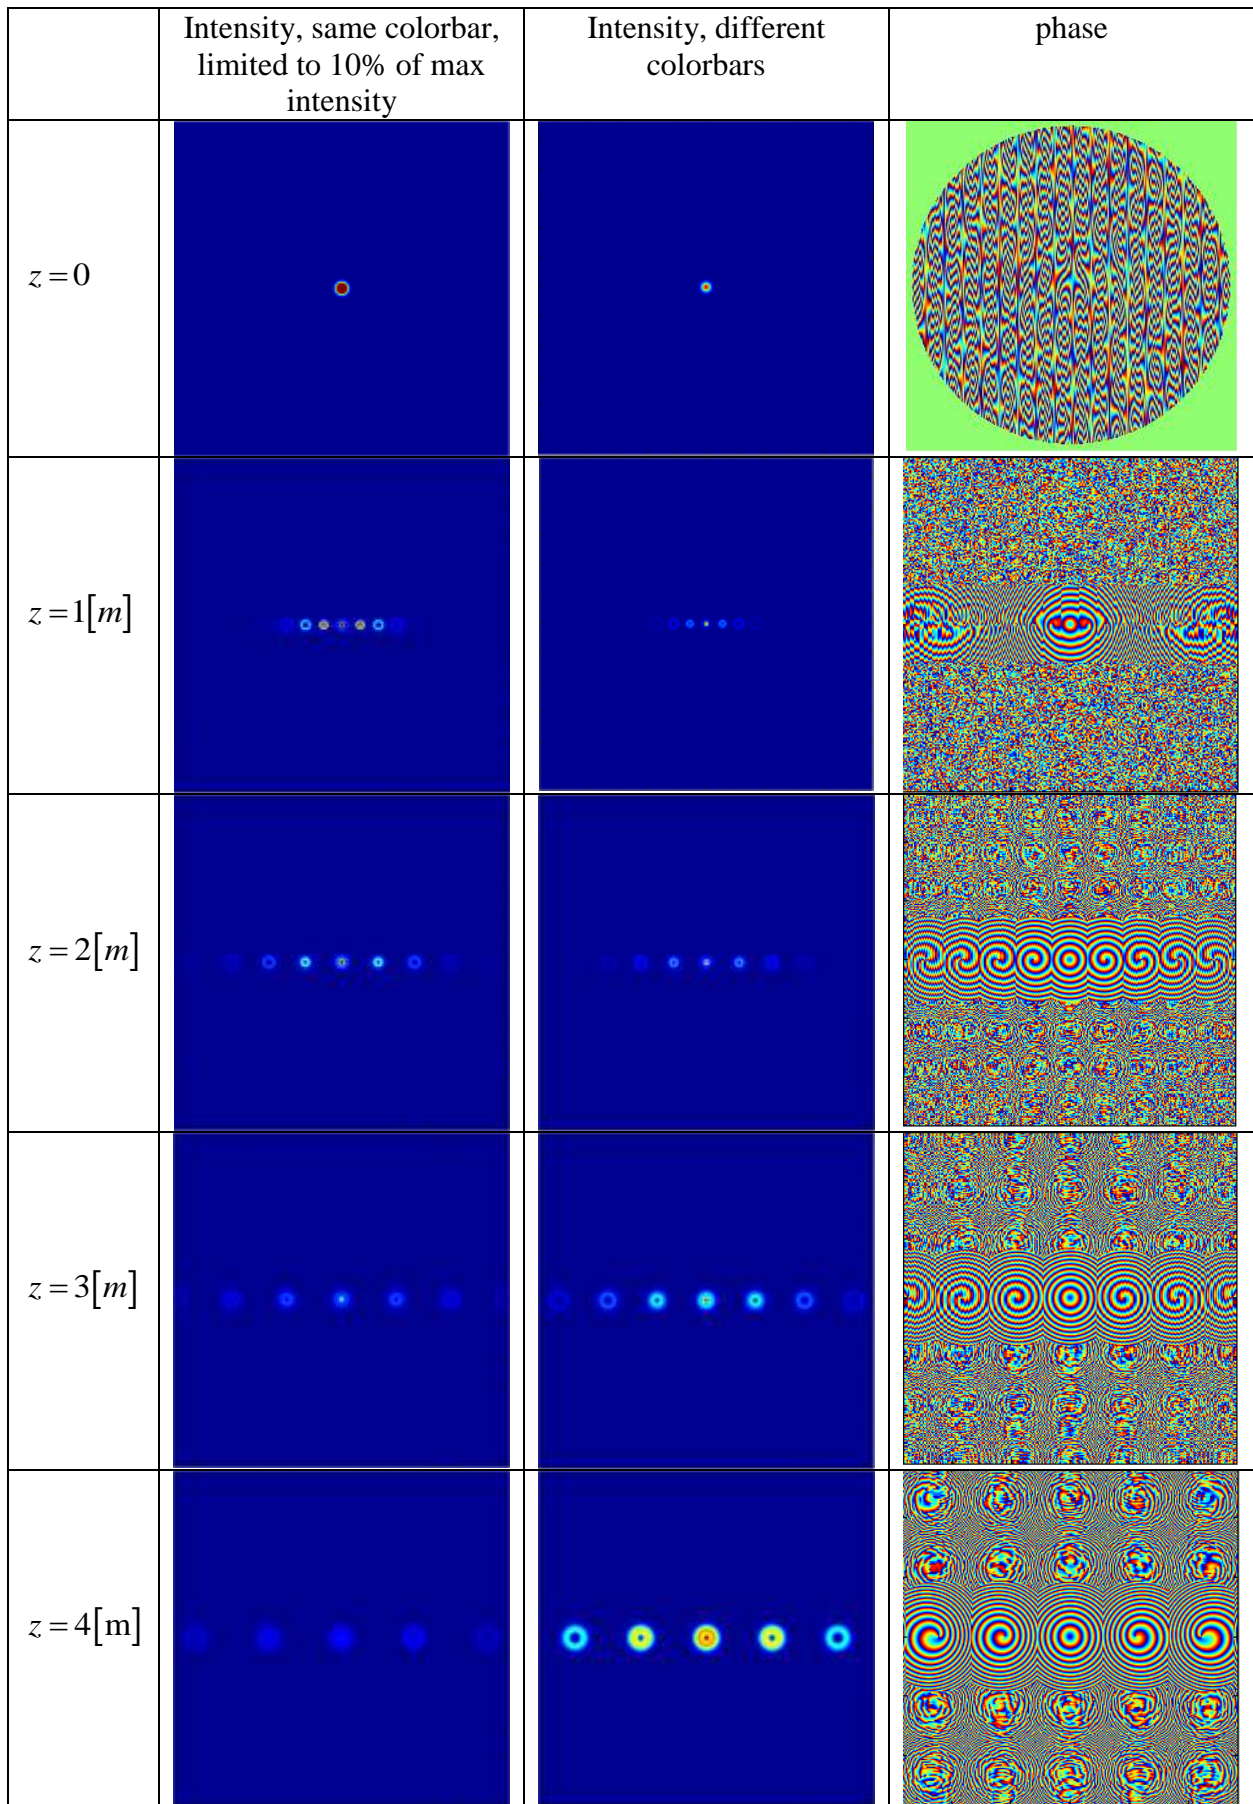 Intensity, same colorbar,
limited to 10% of max
intensity
Intensity, different
colorbars
phase
z = 0
z = 1[m]
z = 2[m]
z = 3[m]
z = 4[m]